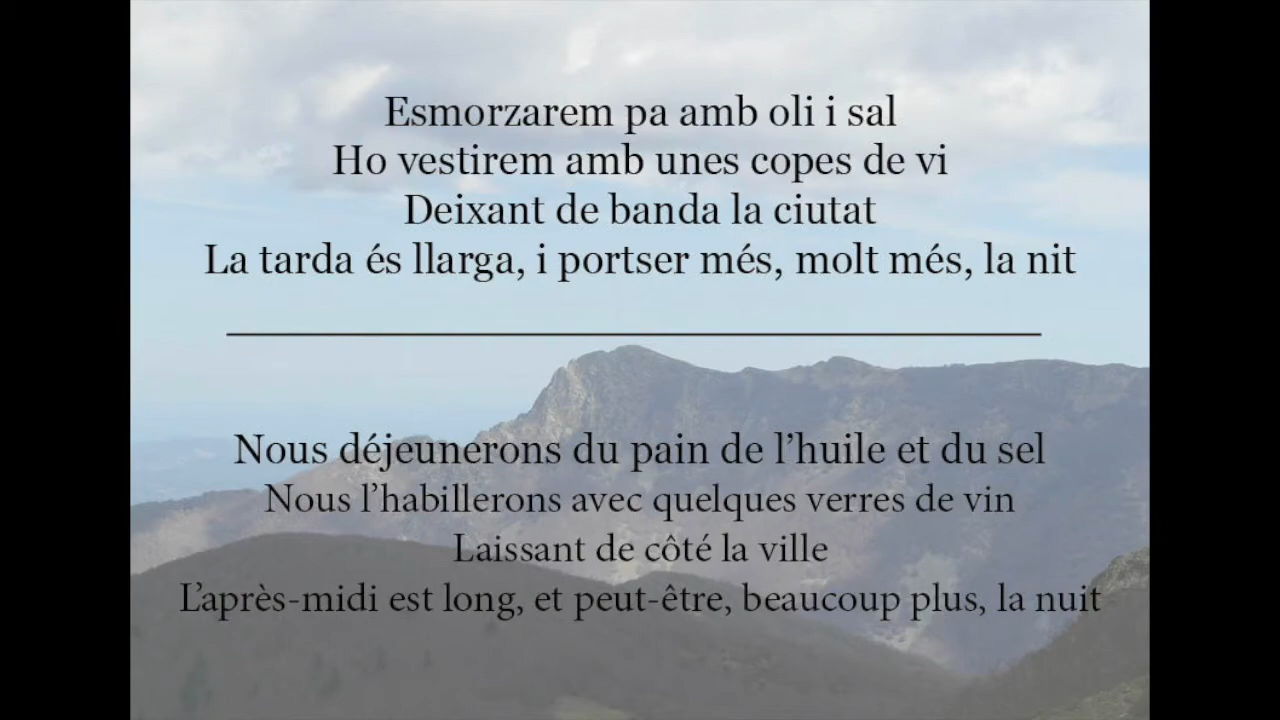 Esmorzarem pa amb oli i sal
Ho vestirem amb unes copes de vi
Deixant de banda la ciutat
La tarda és llarga, i portser més, molt més, la nit
Nous déjeunerons du pain de l’huile et du sel
Nous l’habillerons avec quelques verres de vin
Laissant de côté la ville
L’après-midi est long, et peut-être, beaucoup plus, la nuit